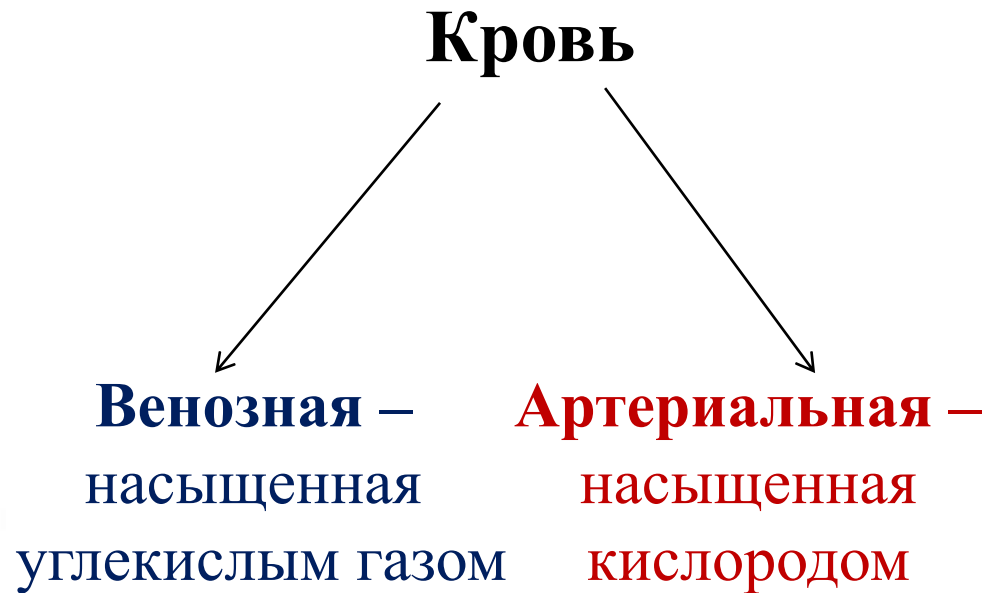 Кровь
Венозная –
насыщенная
углекислым газом
Артериальная –
насыщенная
кислородом